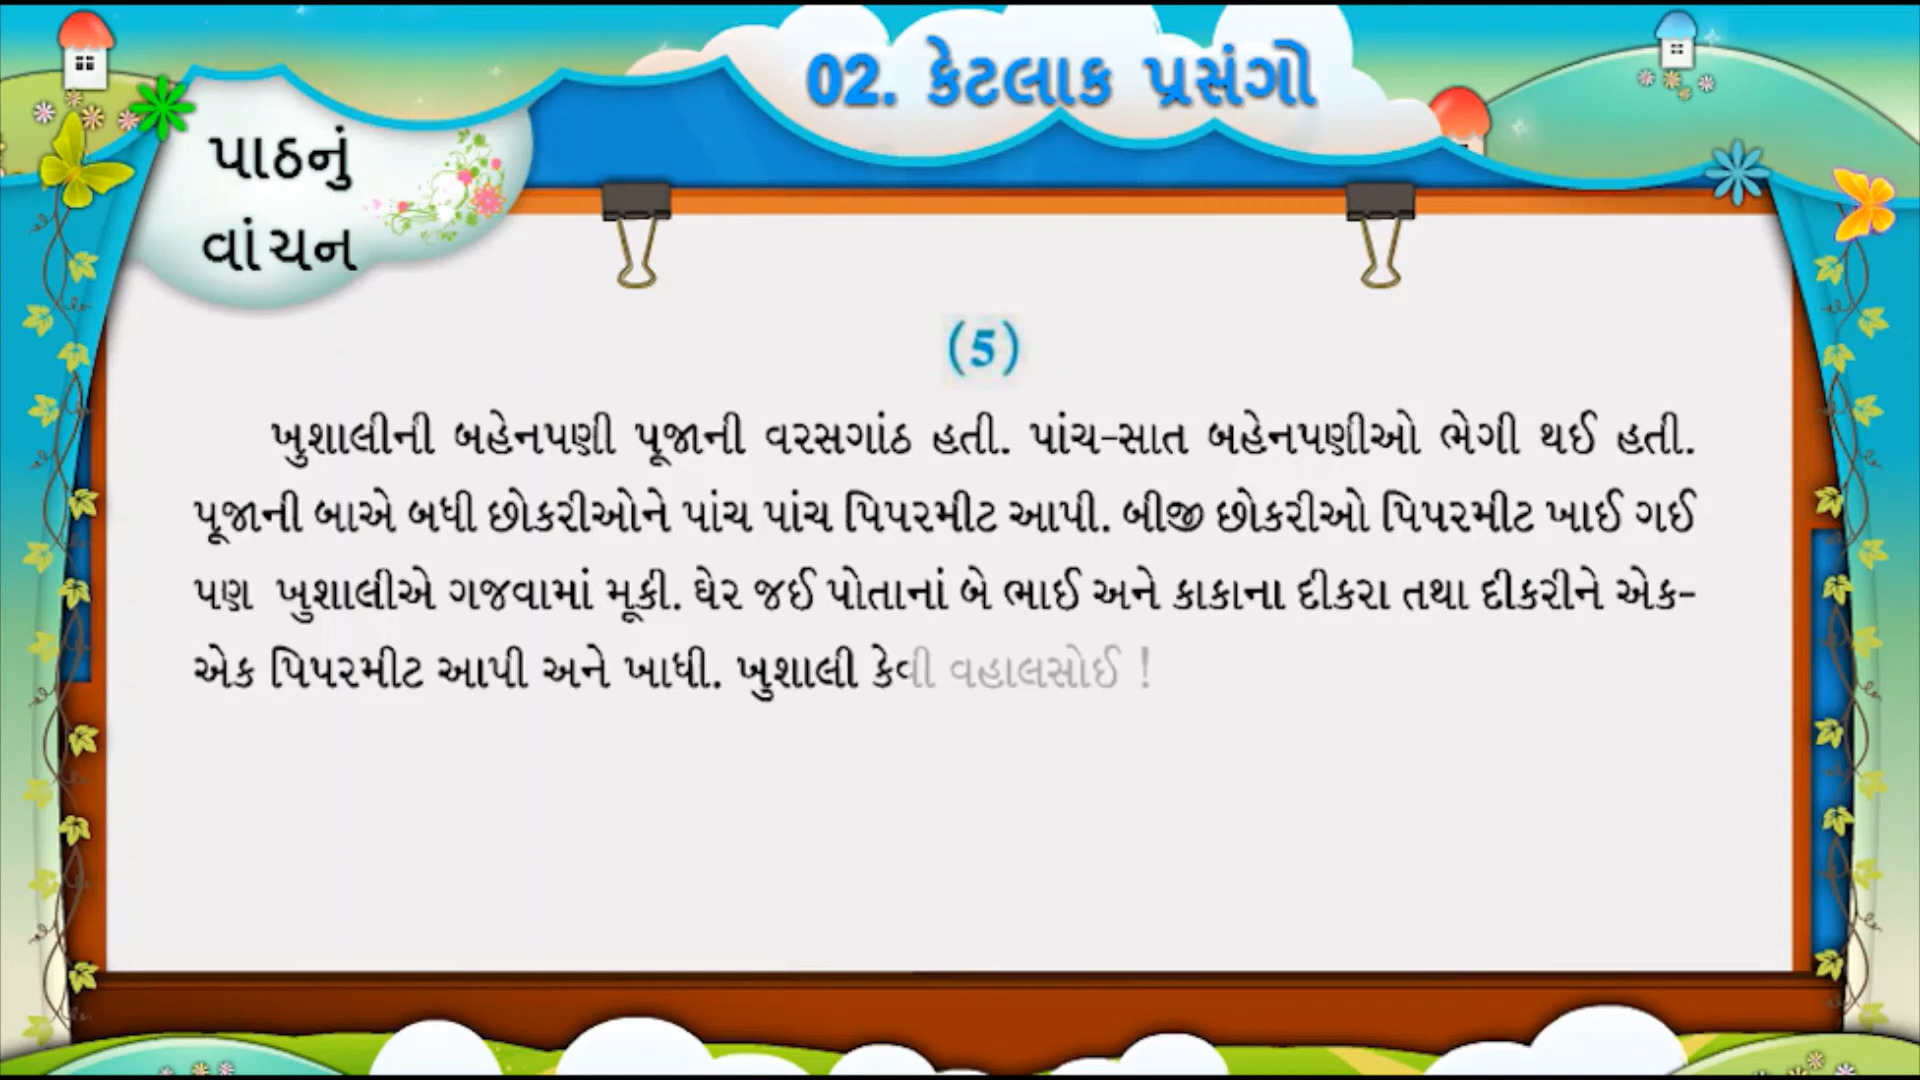 02. કેટલાક પ્રસંગો
પાઠનું
વાંચન
(5)
ખુશાલીની બહેનપણી પૂજાની વરસગાંઠ હતી. પાંચ-સાત બહેનપણીઓ ભેગી થઈ હતી.
પૂજાની બાએ બધી છોકરીઓને પાંચ પાંચ પિપરમીટ આપી. બીજી છોકરીઓ પિપરમીટ ખાઈ ગઈ
પણ ખુશાલીએ ગજવામાં મૂકી. ઘેર જઈ પોતાનાં બે ભાઈ અને કાકાના દીકરા તથા દીકરીને એક-
એક પિપરમીટ આપી અને ખાધી. ખુશાલી કેવી વહાલસોઈ !